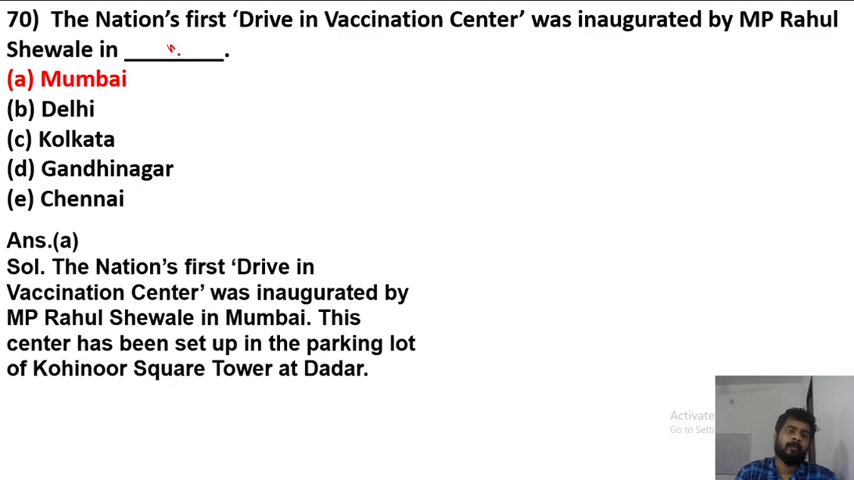 70) The Nation’s first ‘Drive in Vaccination Center’ was inaugurated by MP Rahul
Shewale in ________.
(a) Mumbai
(b) Delhi
(c) Kolkata
(d) Gandhinagar
(e) Chennai
Ans.(a)
Sol. The Nation’s first ‘Drive in
Vaccination Center’ was inaugurated by
MP Rahul Shewale in Mumbai. This
center has been set up in the parking lot
of Kohinoor Square Tower at Dadar.
Activate
Go to